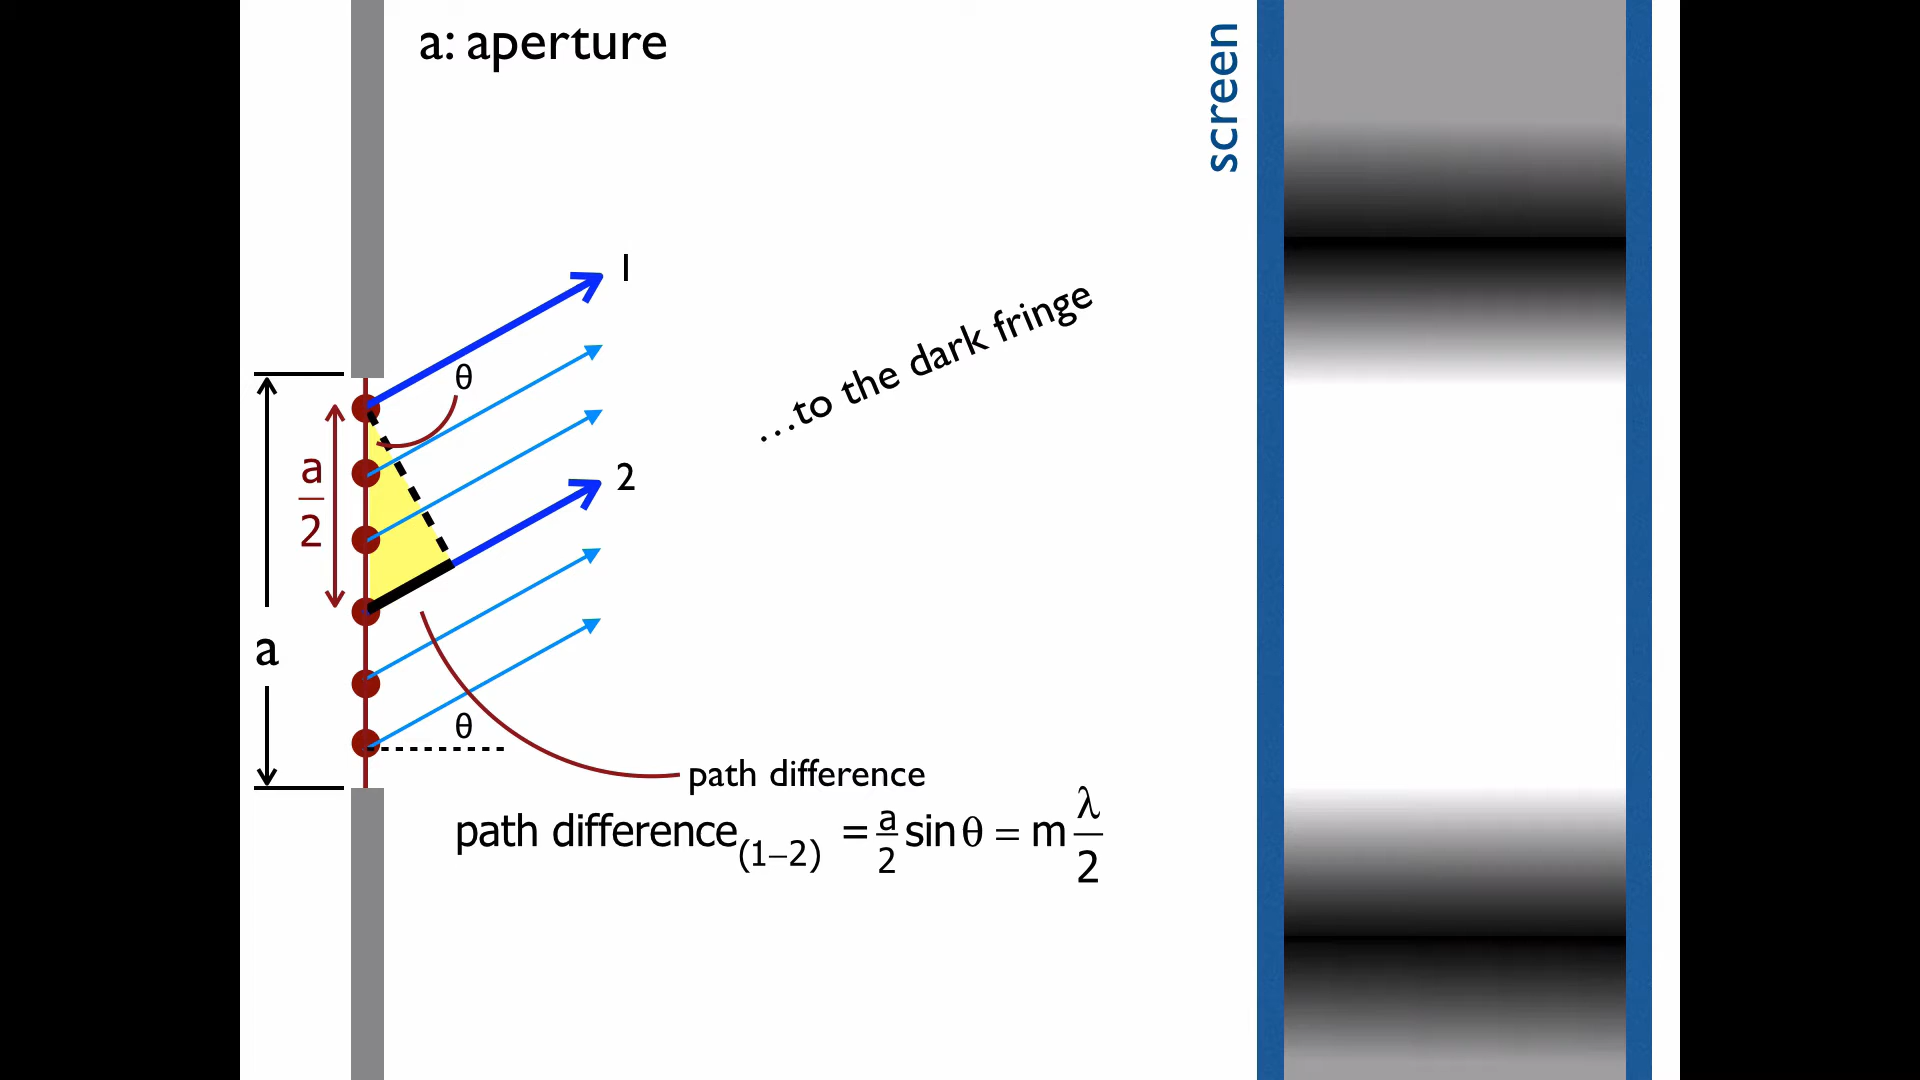 a: aperture
screen
1
θ
…to the dark fringe
a/2
2
a
θ
path difference
path difference(1–2) = a/2 sin θ = m λ/2